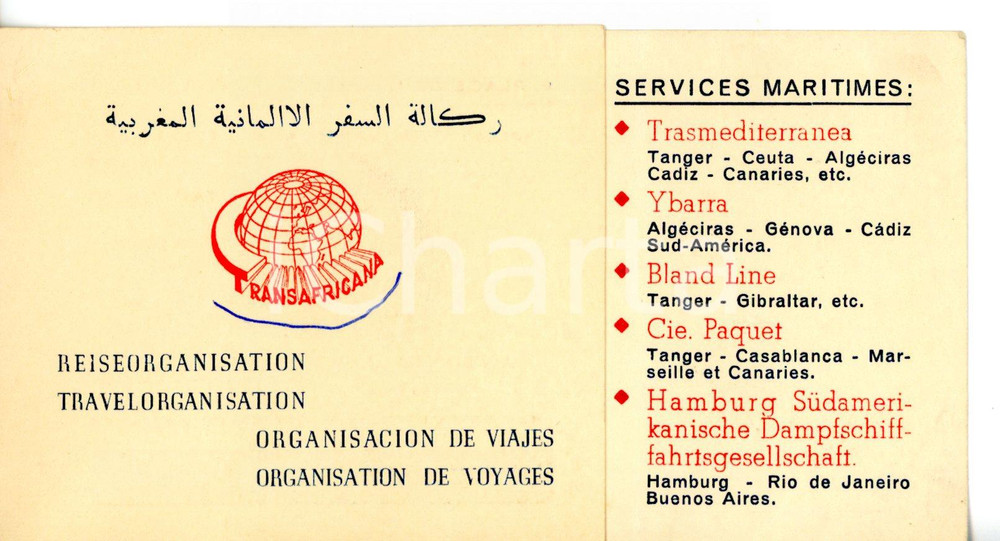 ركالة السفر الاالمانية المغربية
TRANSAFRICANA
REISEORGANISATION
TRAVELORGANISATION
ORGANISACION DE VIAJES
ORGANISATION DE VOYAGES
SERVICES MARITIMES:
Trasmediterranea
Tanger - Ceuta - Algéciras
Cadiz - Canaries, etc.
Ybarra
Algéciras - Génova - Cádiz
Sud-América.
Bland Line
Tanger - Gibraltar, etc.
Cie. Paquet
Tanger - Casablanca - Mar-
seille et Canaries.
Hamburg Südameri-
kanische Dampfschiff-
fahrtsgesellschaft.
Hamburg - Rio de Janeiro
Buenos Aires.